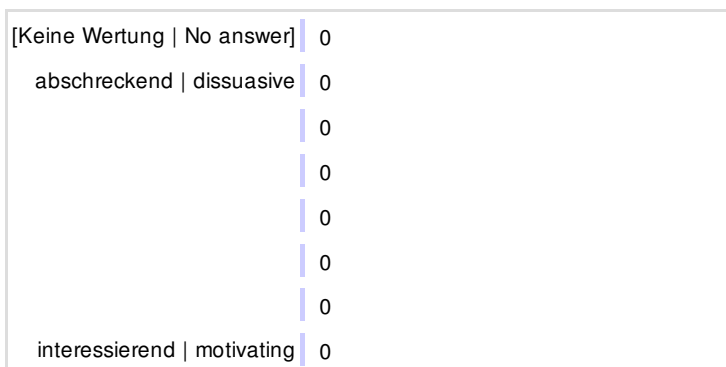 [Keine Wertung | No answer] 0
abschreckend | dissuasive 0
0
0
0
0
0
interessierend | motivating 0